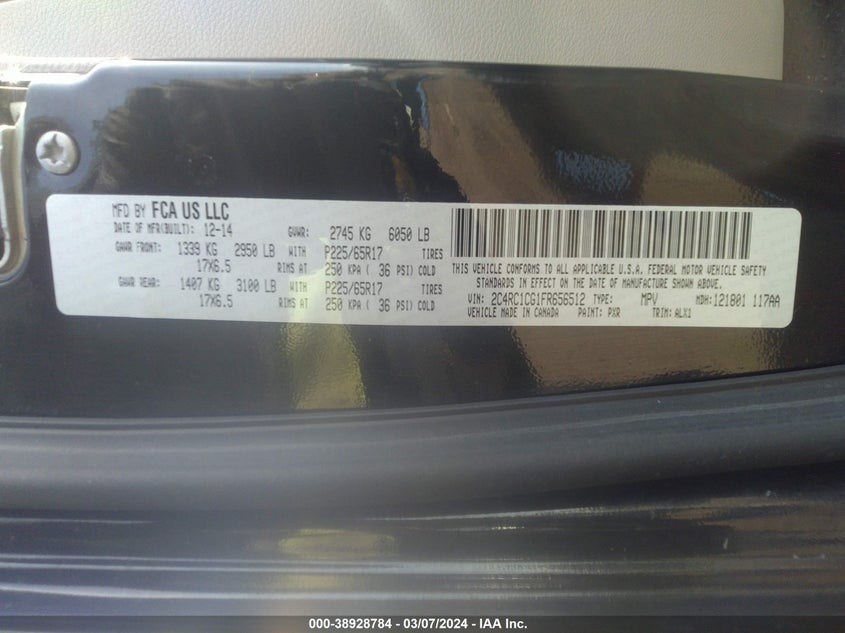 MFD BY FCA US LLC
DATE OF MFR(BUILT): 12-14 GVWR: 2745 KG 6050 LB
GAWR FRONT: 1339 KG 2950 LB WITH P225/65R17 TIRES
17X6.5 RIMS AT 250 KPA ( 36 PSI) COLD
GAWR REAR: 1407 KG 3100 LB WITH P225/65R17 TIRES
17X6.5 RIMS AT 250 KPA ( 36 PSI) COLD
THIS VEHICLE CONFORMS TO ALL APPLICABLE U.S.A. FEDERAL MOTOR VEHICLE SAFETY
STANDARDS IN EFFECT ON THE DATE OF MANUFACTURE SHOWN ABOVE.
VIN: 2C4RC1CG1FR656512 TYPE: MPV MDH: 121801 117AA
VEHICLE MADE IN CANADA PAINT: PXR TRIM: ALX1
000-38928784 — 03/07/2024 — IAA Inc.